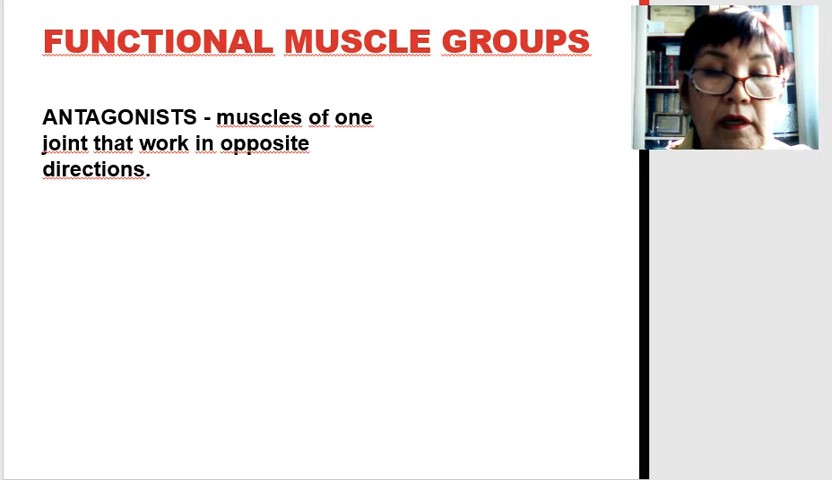 FUNCTIONAL MUSCLE GROUPS
ANTAGONISTS - muscles of one
joint that work in opposite
directions.